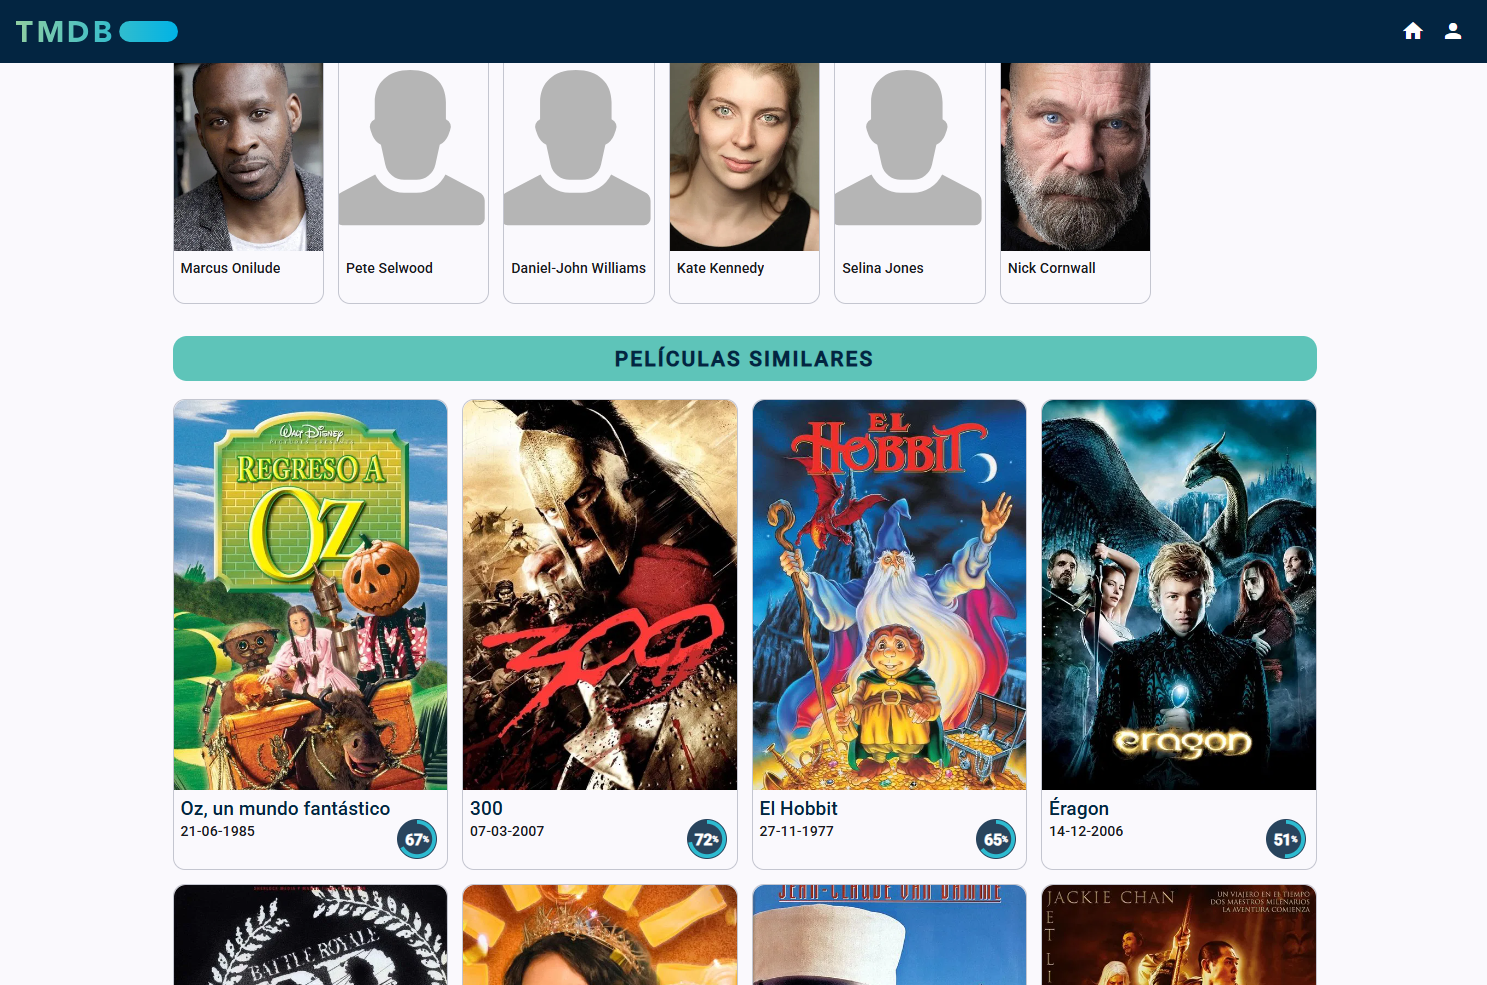 TMDB
Marcus Onilude
Pete Selwood
Daniel-John Williams
Kate Kennedy
Selina Jones
Nick Cornwall
PELÍCULAS SIMILARES
WALT DISNEY
REGRESO A
OZ
300
EL
HOBBIT
eragon
Oz, un mundo fantástico
21-06-1985
67%
300
07-03-2007
72%
El Hobbit
27-11-1977
65%
Éragon
14-12-2006
51%
BATTLE ROYALE
JEAN-CLAUDE VAN DAMME
JACKIE CHAN
UN VIAJERO EN EL TIEMPO
DOS MAESTROS MILENARIOS
LA AVENTURA COMIENZA
ET LI